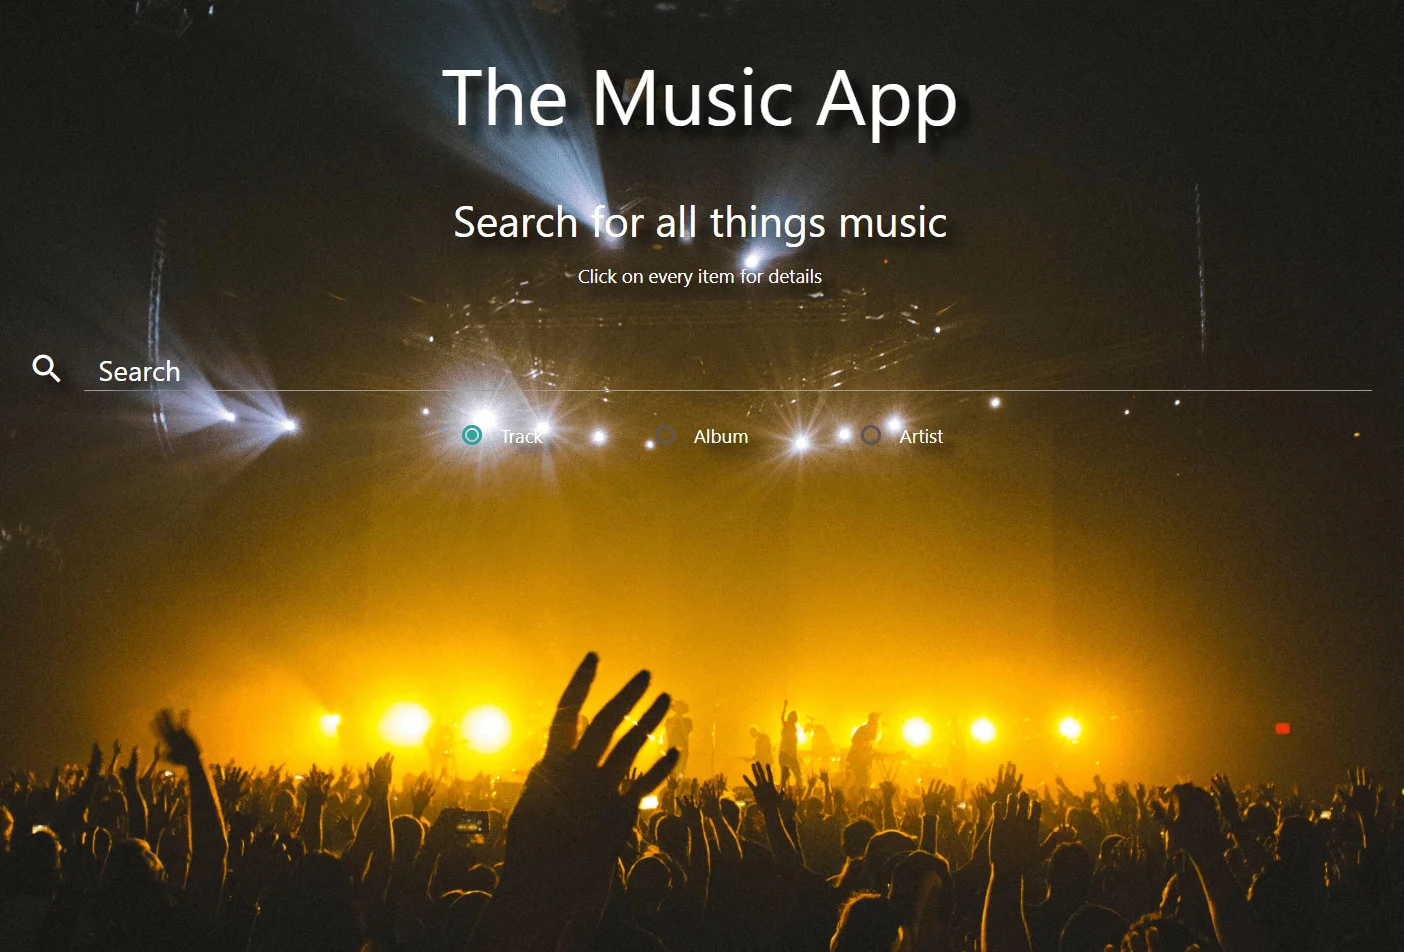 The Music App
Search for all things music
Click on every item for details
Search
Track Album Artist